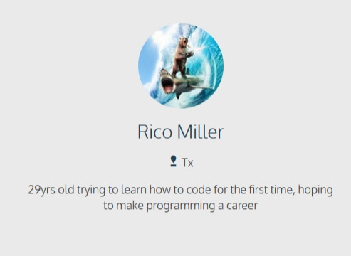 Rico Miller
Tx
29yrs old trying to learn how to code for the first time, hoping
to make programming a career